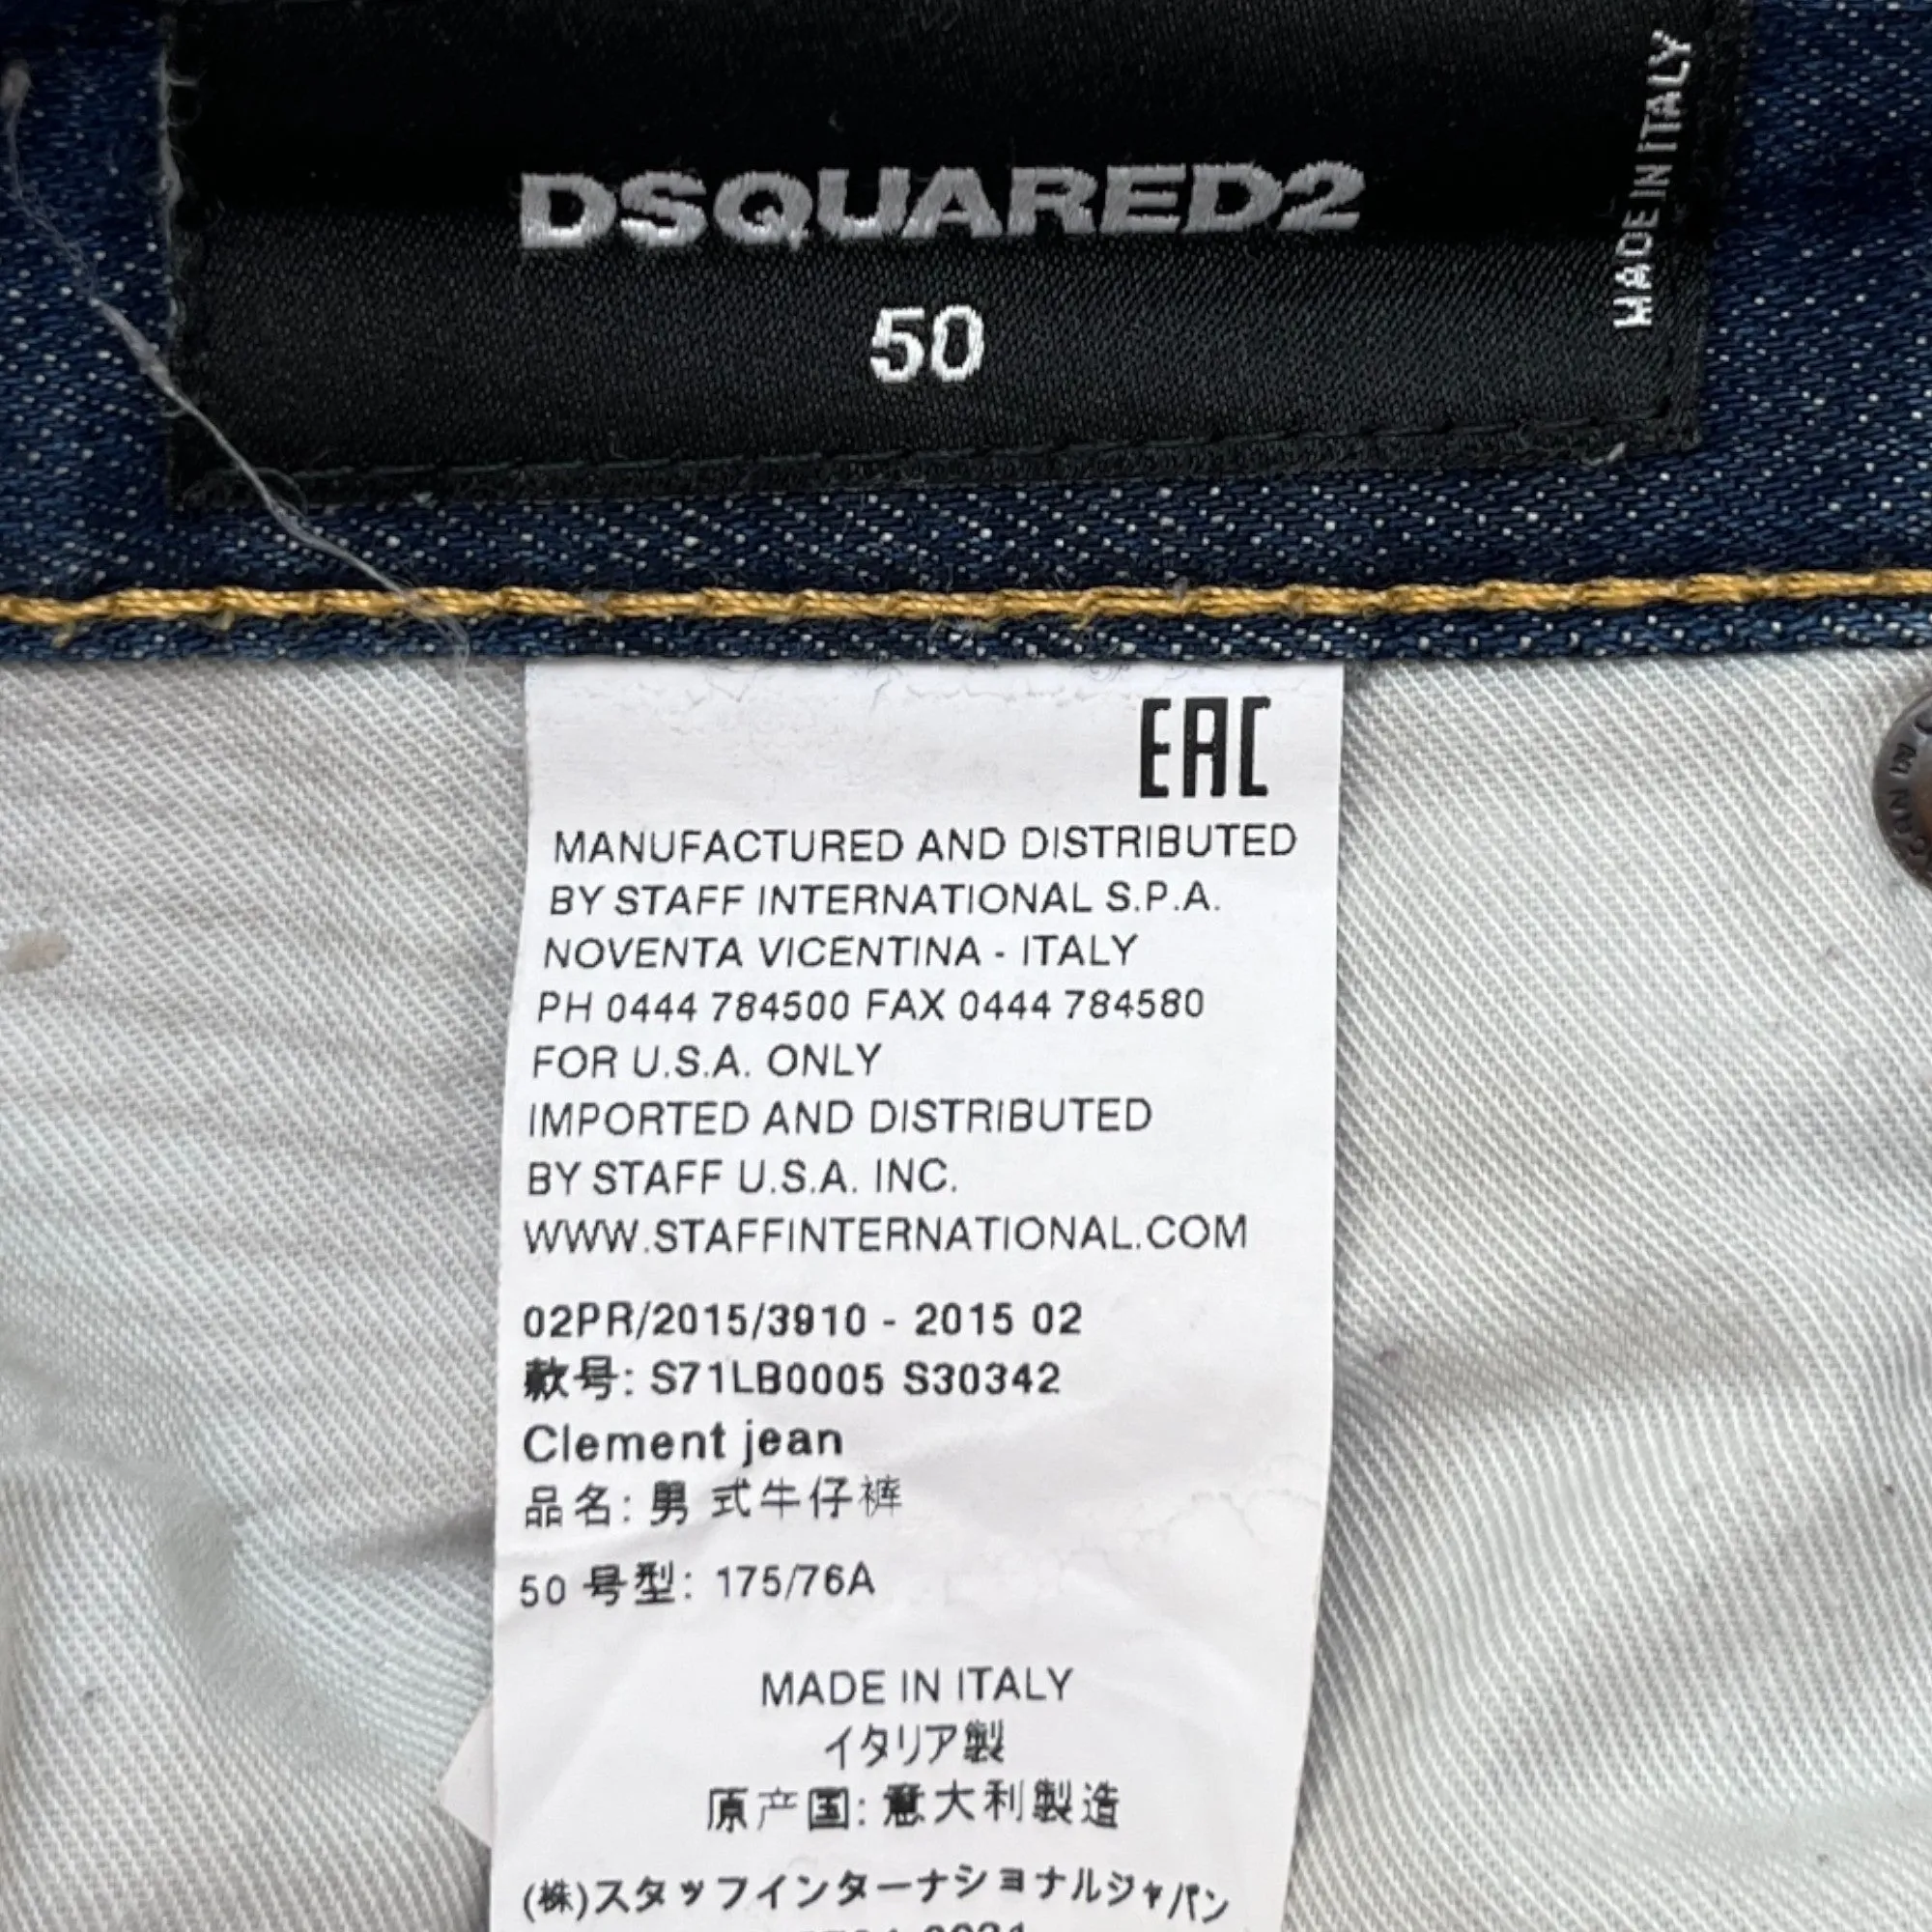 DSQUARED2
50
MADE IN ITALY
EAC
MANUFACTURED AND DISTRIBUTED
BY STAFF INTERNATIONAL S.P.A.
NOVENTA VICENTINA - ITALY
PH 0444 784500 FAX 0444 784580
FOR U.S.A. ONLY
IMPORTED AND DISTRIBUTED
BY STAFF U.S.A. INC.
WWW.STAFFINTERNATIONAL.COM
02PR/2015/3910 - 2015 02
款号: S71LB0005 S30342
Clement jean
品名: 男式牛仔裤
50 号型: 175/76A
MADE IN ITALY
イタリア製
原产国: 意大利製造
(株)スタッフインターナショナルジャパン